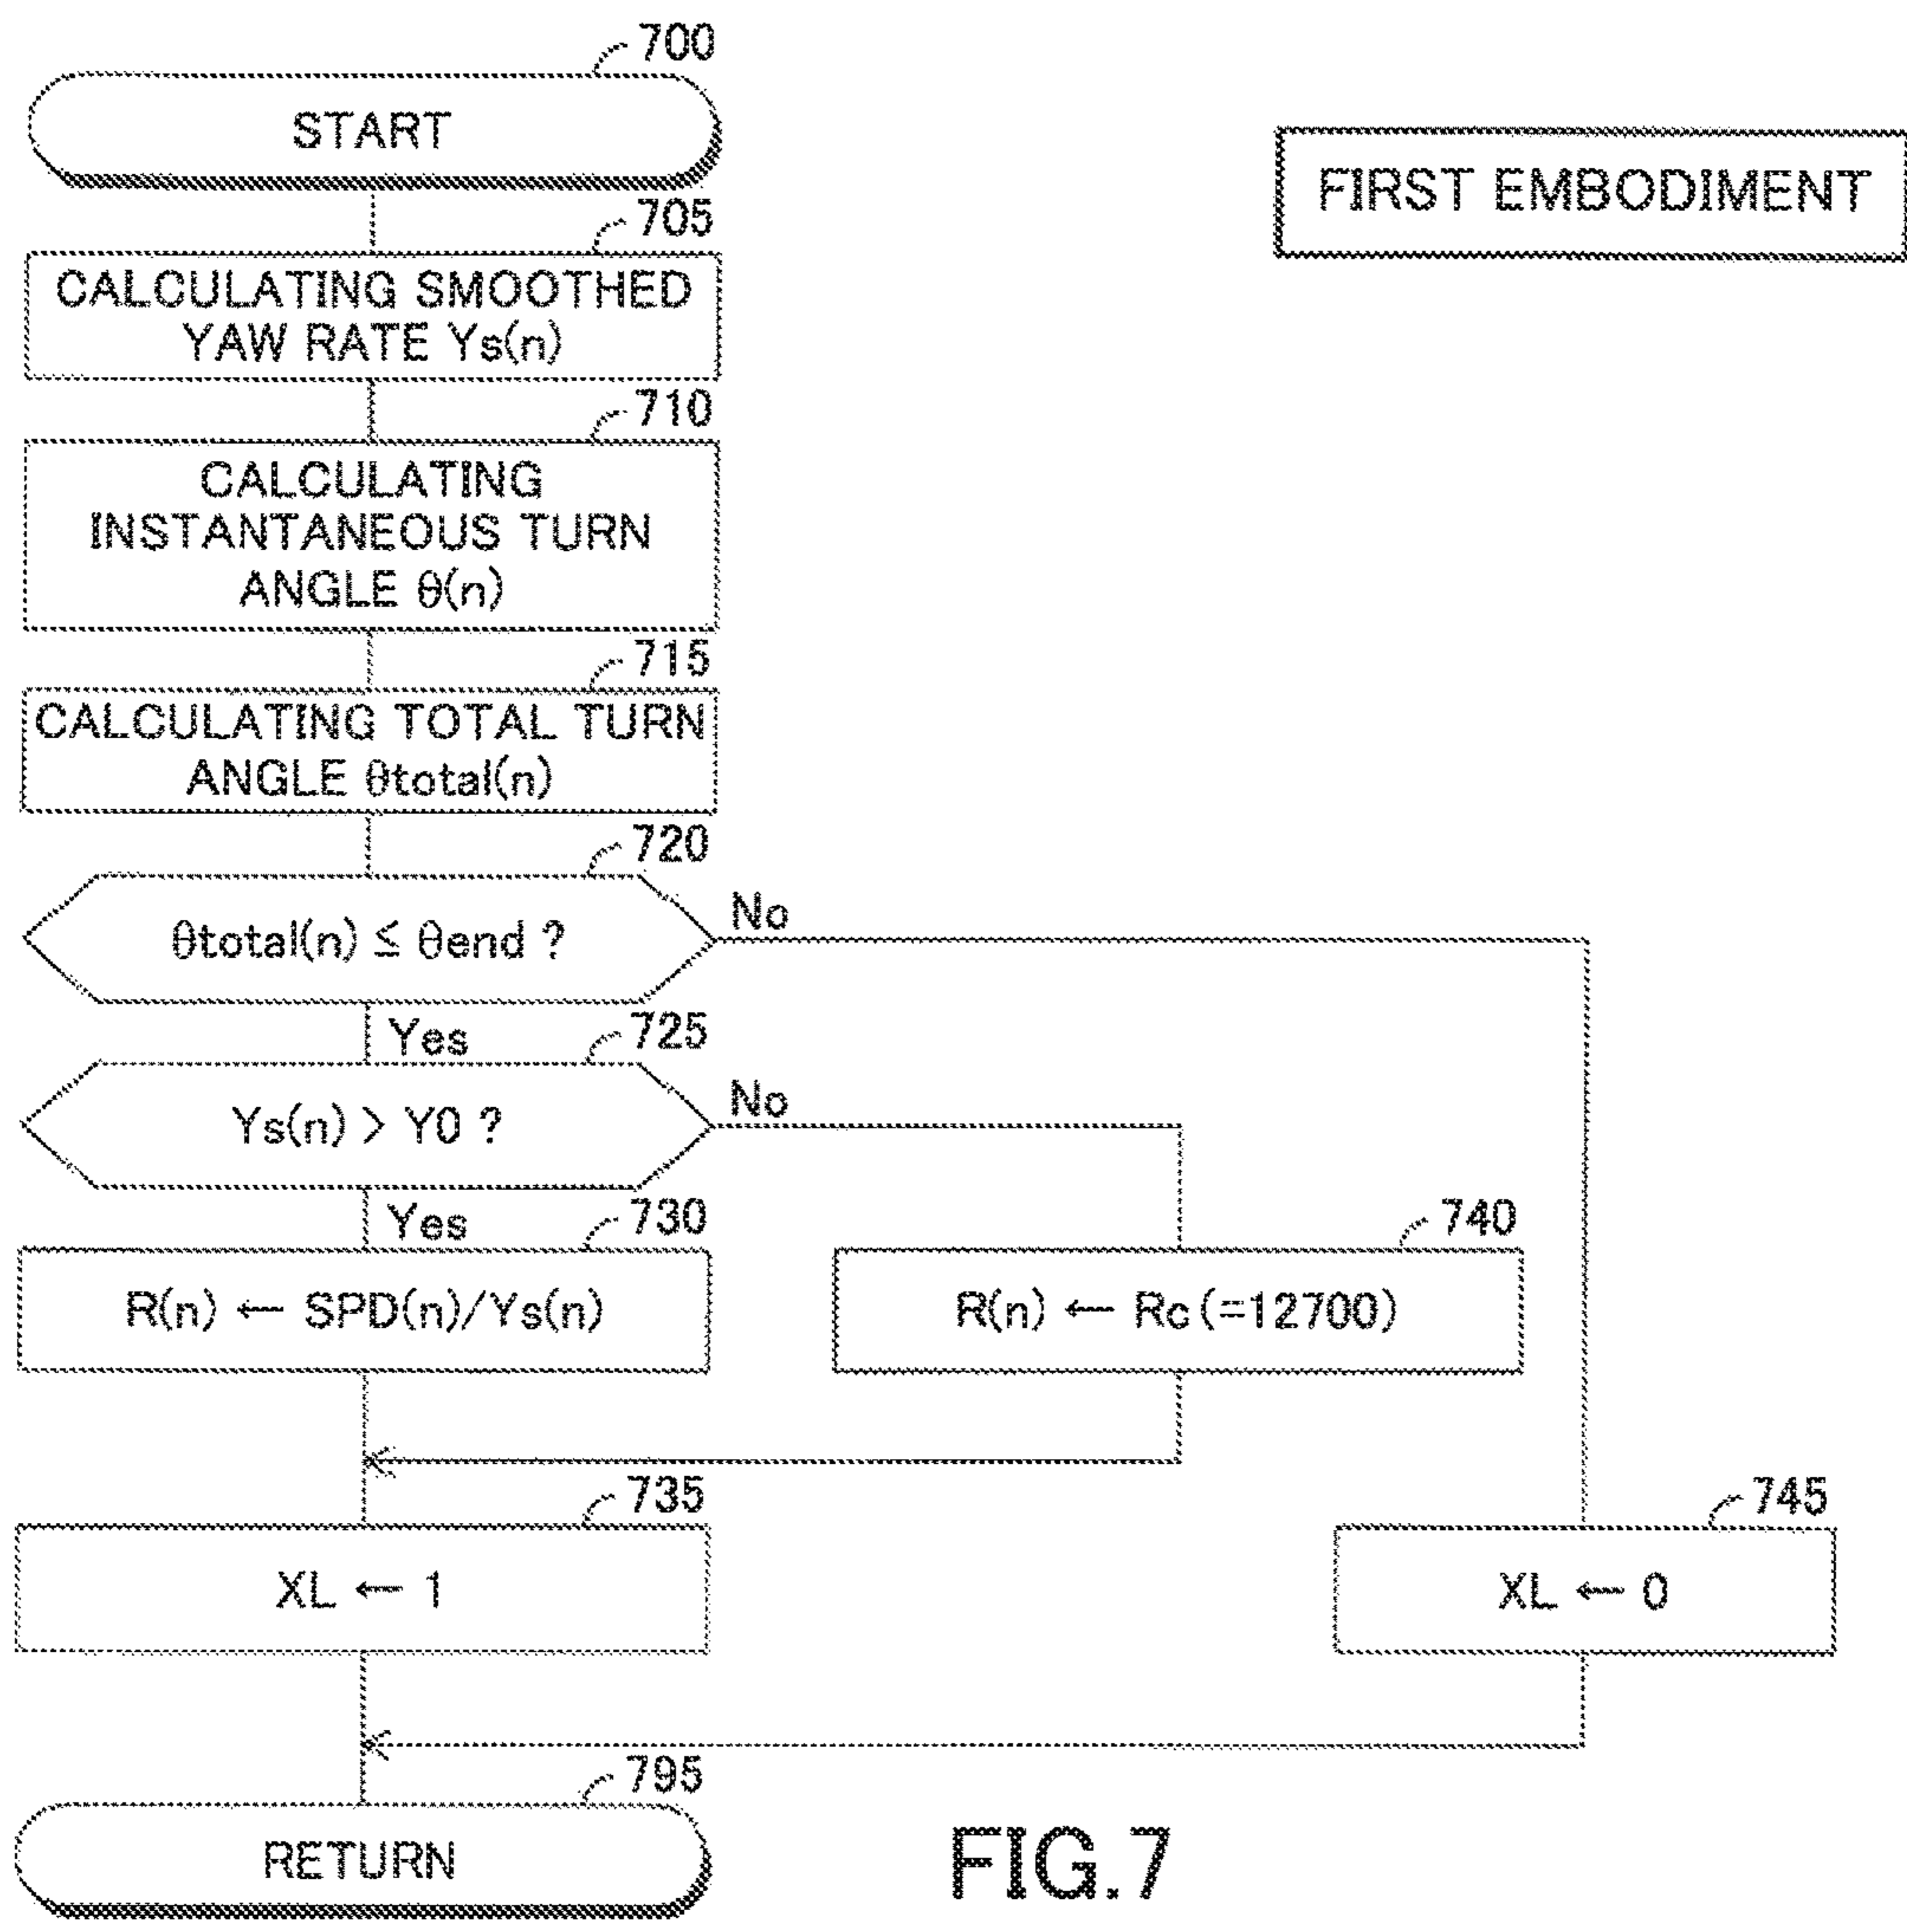 700
START
FIRST EMBODIMENT
705
CALCULATING SMOOTHED
YAW RATE Ys(n)
710
CALCULATING
INSTANTANEOUS TURN
ANGLE θ(n)
715
CALCULATING TOTAL TURN
ANGLE θtotal(n)
720
θtotal(n) ≤ θend ?
No
Yes
725
Ys(n) > Y0 ?
No
Yes
730
R(n) ← SPD(n)/Ys(n)
740
R(n) ← Rc (=12700)
735
XL ← 1
745
XL ← 0
795
RETURN
FIG.7